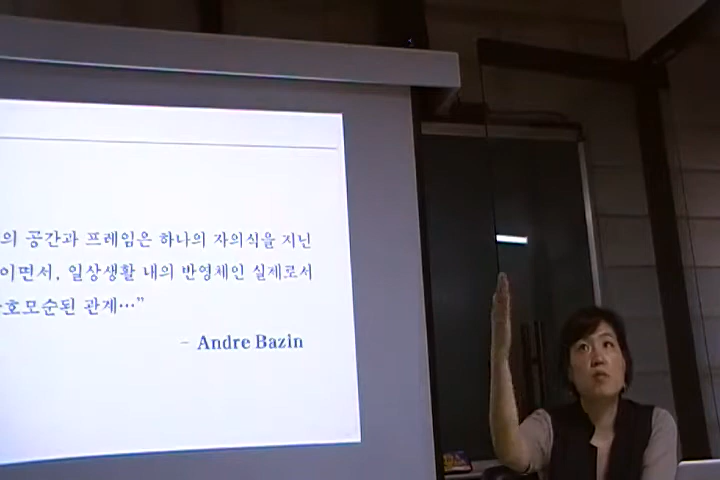 의 공간과 프레임은 하나의 자의식을 지닌
이면서, 일상생활 내의 반영체인 실제로서
호모순된 관계…”
– Andre Bazin